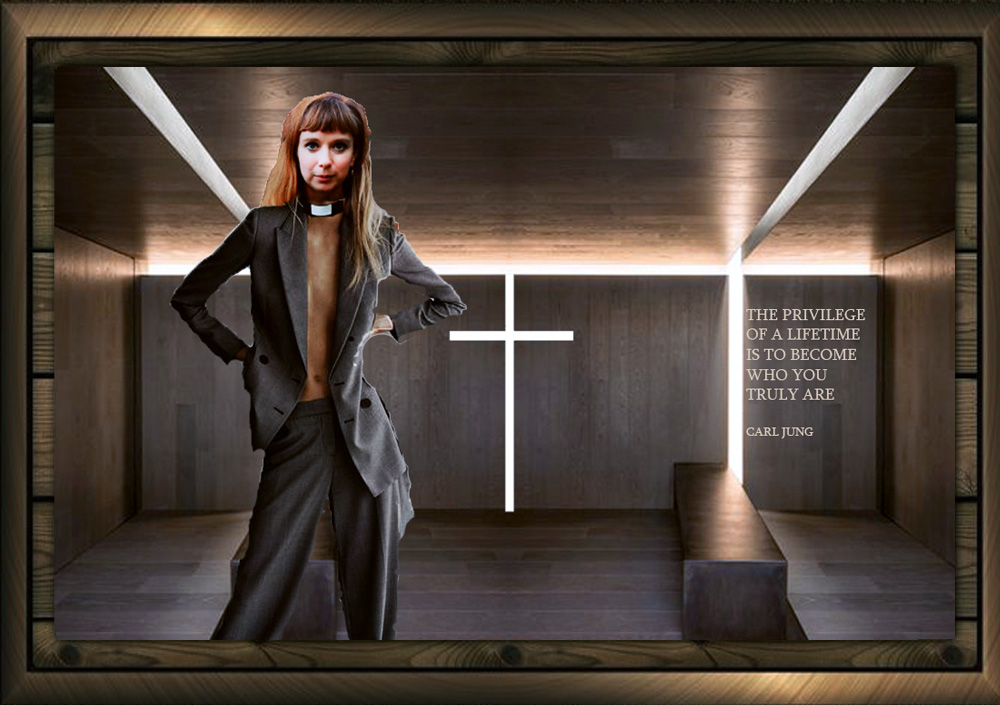 THE PRIVILEGE
OF A LIFETIME
IS TO BECOME
WHO YOU
TRULY ARE
CARL JUNG